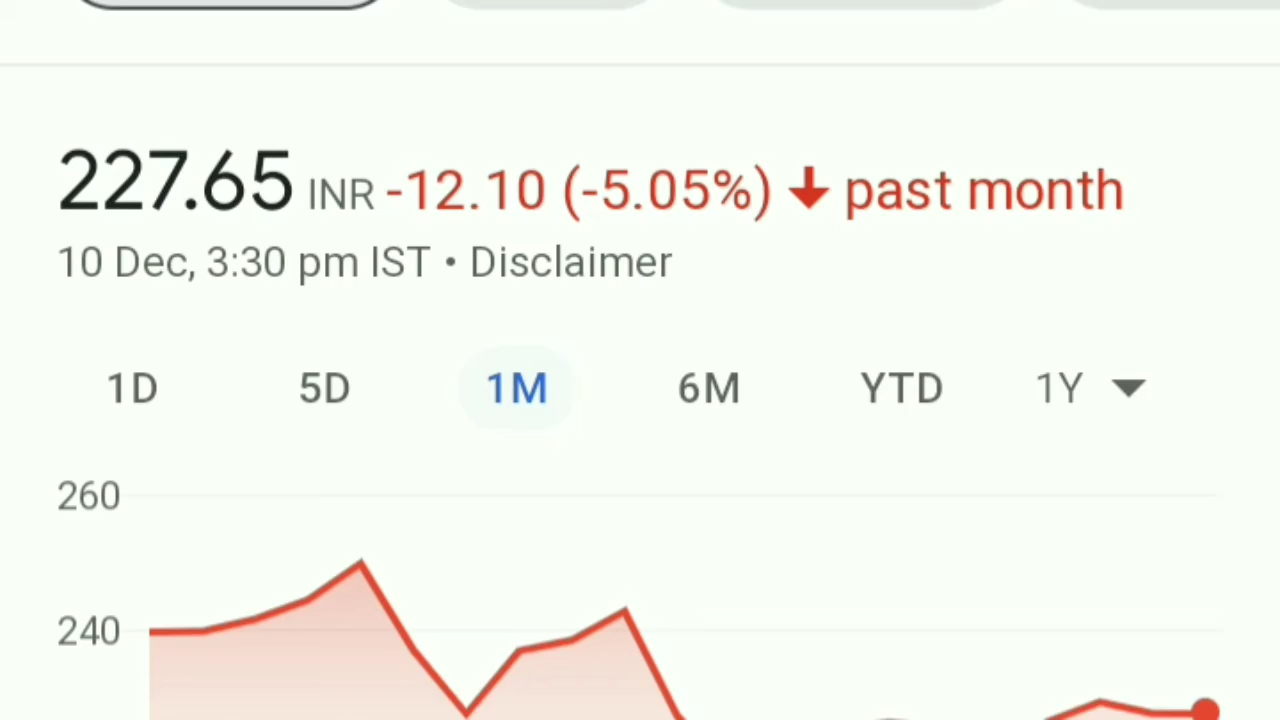 227.65 INR -12.10 (-5.05%) ↓ past month
10 Dec, 3:30 pm IST • Disclaimer
1D 5D 1M 6M YTD 1Y
260
240